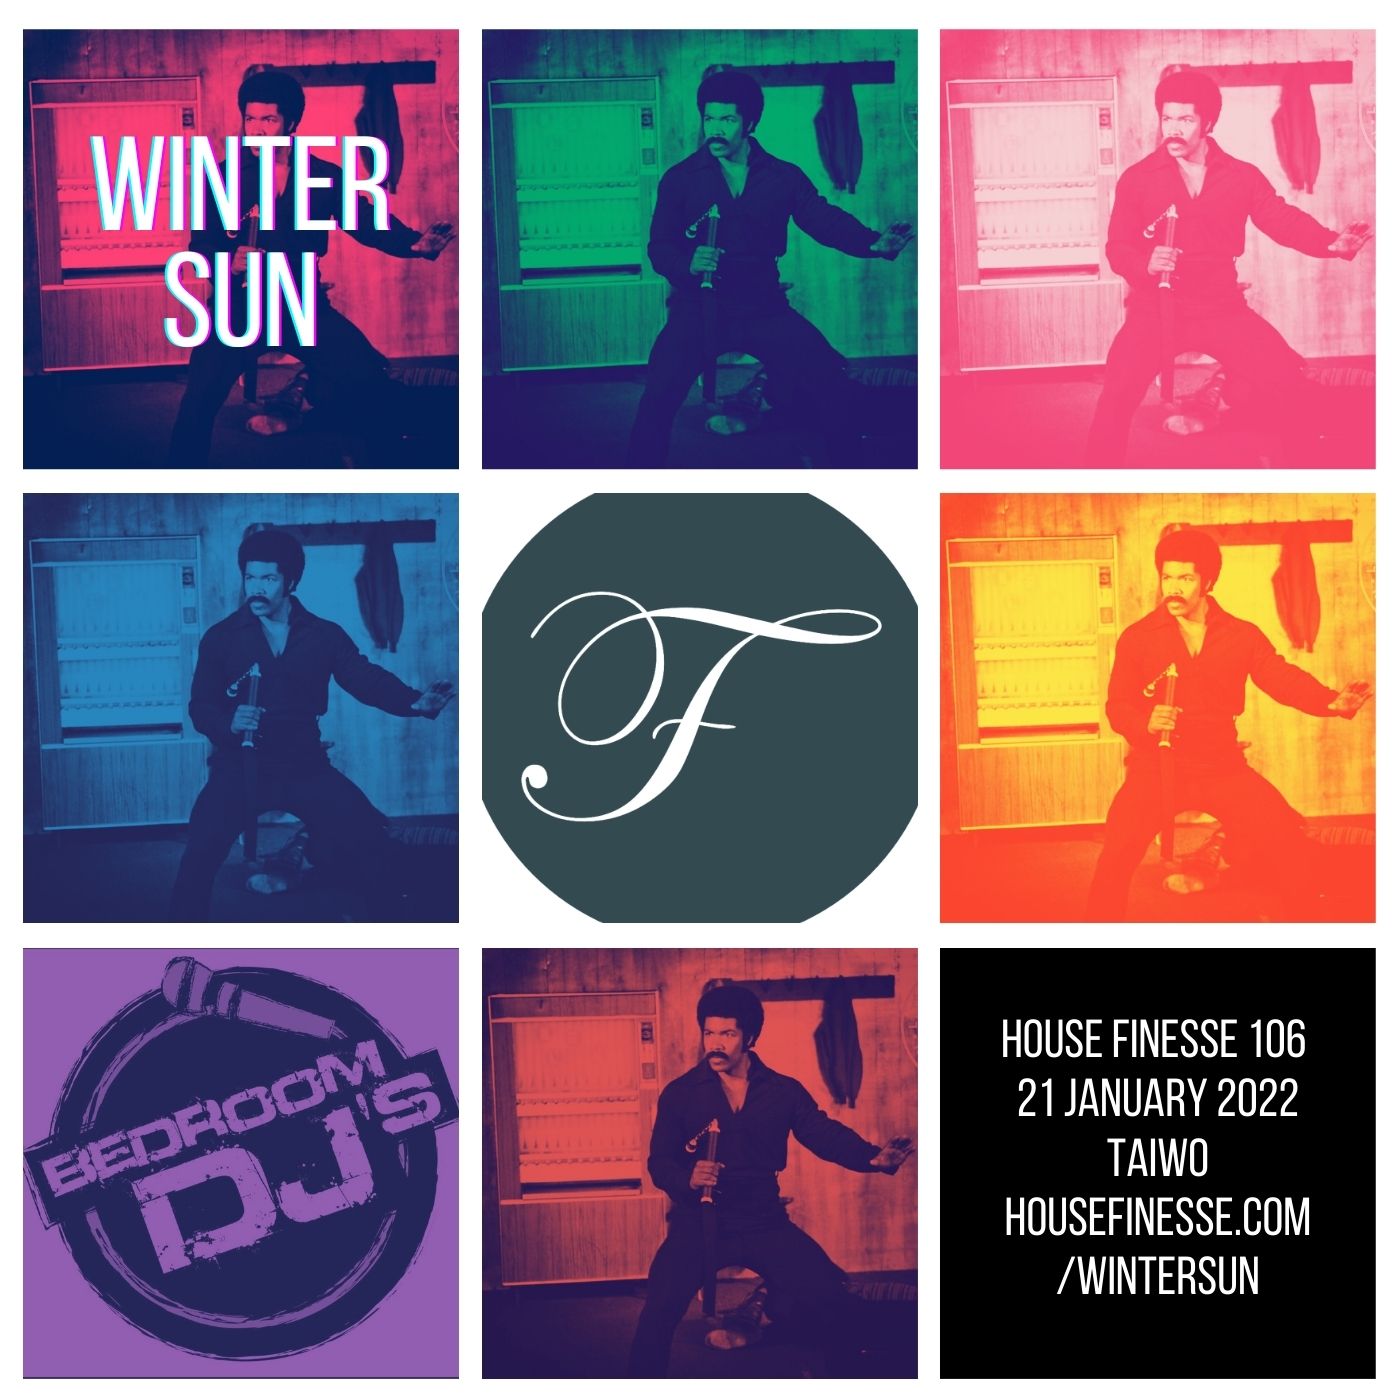 WINTER
SUN
F
BEDROOM
DJ'S
HOUSE FINESSE 106
21 JANUARY 2022
TAIWO
HOUSEFINESSE.COM
/WINTERSUN